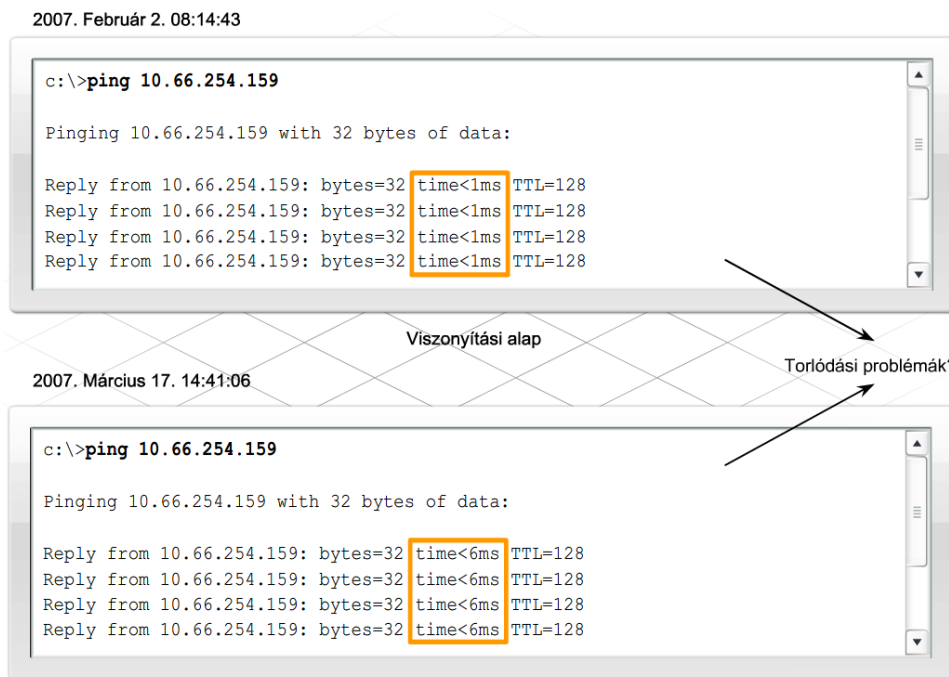 2007. Február 2. 08:14:43
c:\>ping 10.66.254.159
Pinging 10.66.254.159 with 32 bytes of data:
Reply from 10.66.254.159: bytes=32 time<1ms TTL=128
Reply from 10.66.254.159: bytes=32 time<1ms TTL=128
Reply from 10.66.254.159: bytes=32 time<1ms TTL=128
Reply from 10.66.254.159: bytes=32 time<1ms TTL=128
Viszonyítási alap
Torlódási problémák?
2007. Március 17. 14:41:06
c:\>ping 10.66.254.159
Pinging 10.66.254.159 with 32 bytes of data:
Reply from 10.66.254.159: bytes=32 time<6ms TTL=128
Reply from 10.66.254.159: bytes=32 time<6ms TTL=128
Reply from 10.66.254.159: bytes=32 time<6ms TTL=128
Reply from 10.66.254.159: bytes=32 time<6ms TTL=128